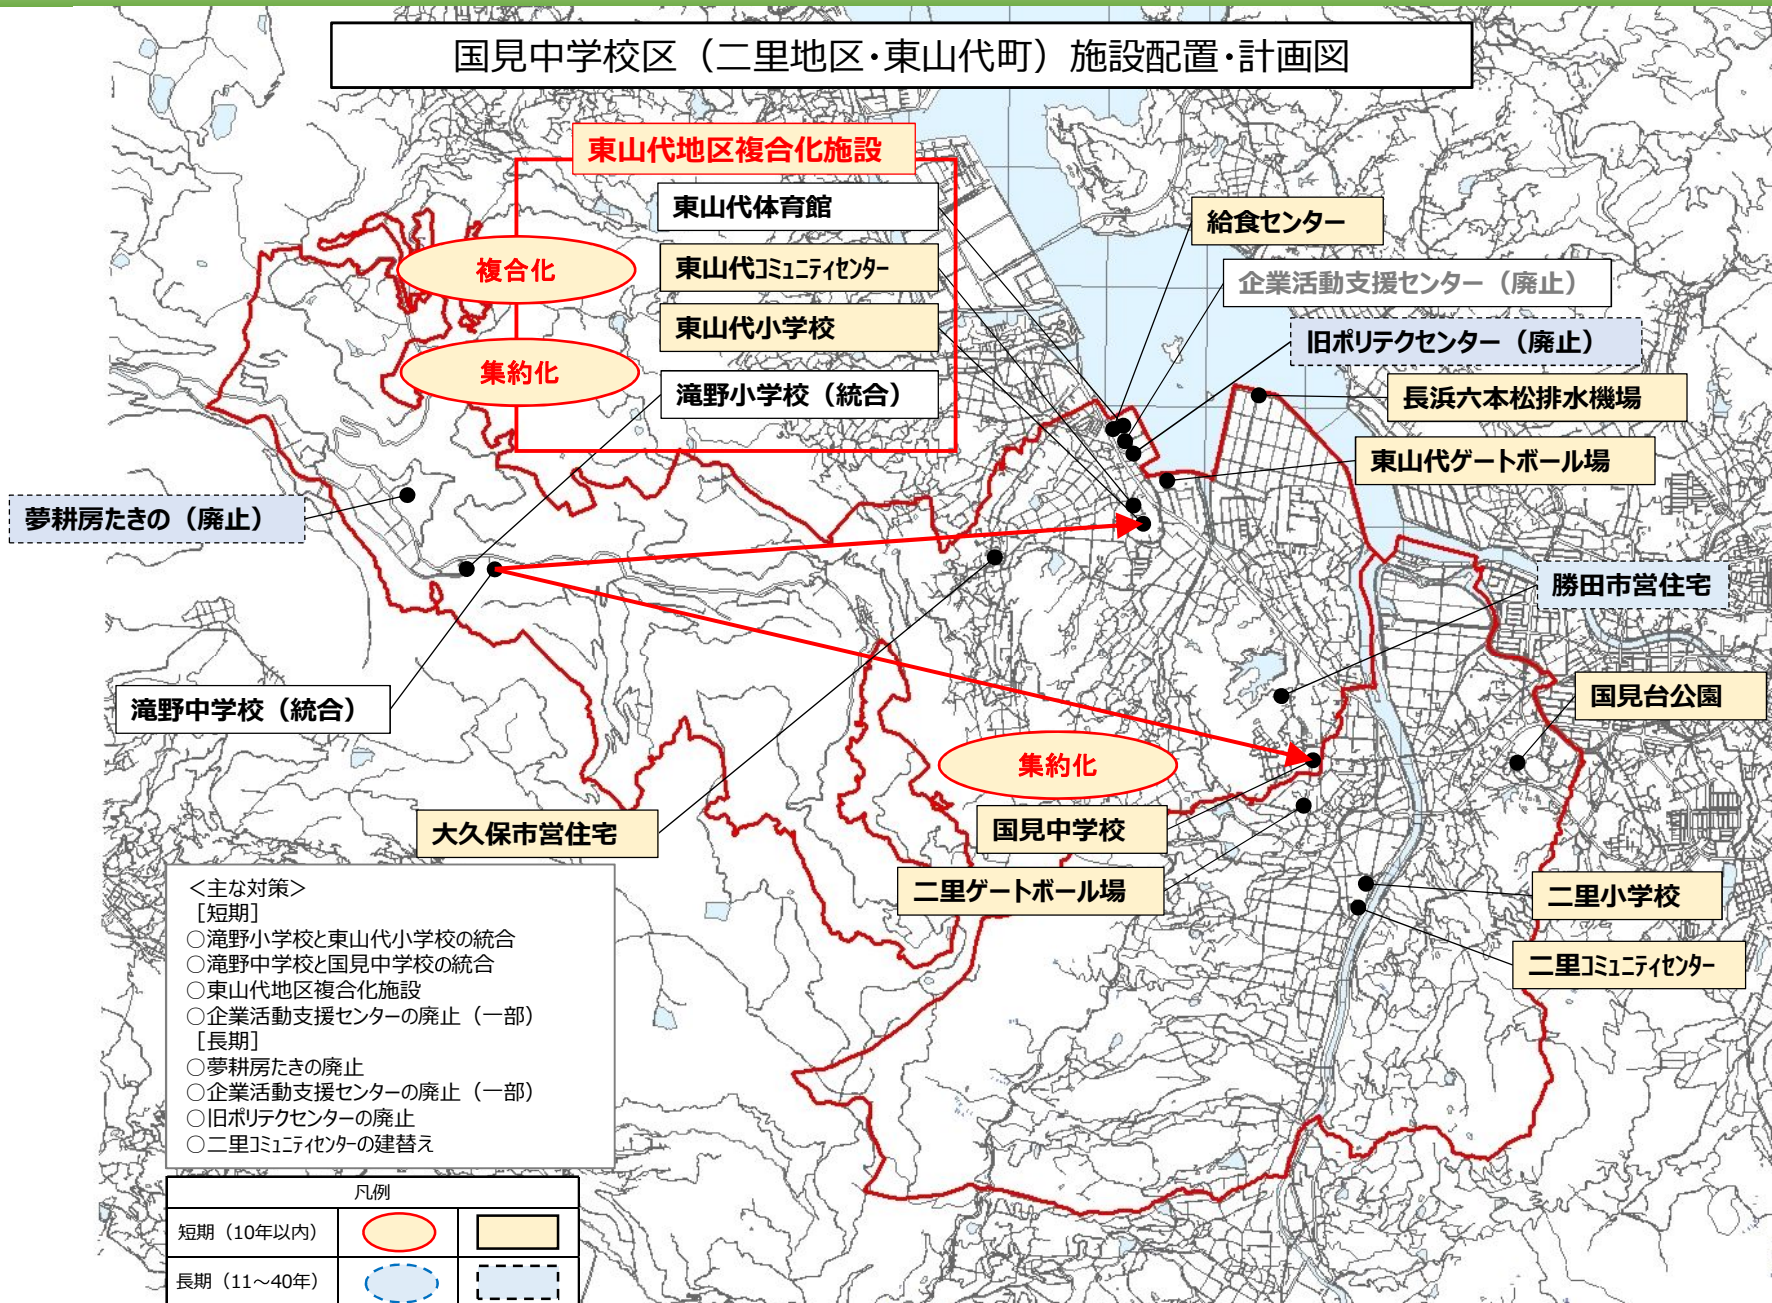 国見中学校区（二里地区・東山代町）施設配置・計画図
東山代地区複合化施設
東山代体育館
給食センター
複合化
東山代コミュニティセンター
企業活動支援センター（廃止）
東山代小学校
旧ポリテクセンター（廃止）
集約化
滝野小学校（統合）
長浜六本松排水機場
東山代ゲートボール場
夢耕房たきの（廃止）
勝田市営住宅
滝野中学校（統合）
国見台公園
集約化
大久保市営住宅
国見中学校
二里ゲートボール場
二里小学校
二里コミュニティセンター
＜主な対策＞
［短期］
○滝野小学校と東山代小学校の統合
○滝野中学校と国見中学校の統合
○東山代地区複合化施設
○企業活動支援センターの廃止（一部）
［長期］
○夢耕房たきの廃止
○企業活動支援センターの廃止（一部）
○旧ポリテクセンターの廃止
○二里コミュニティセンターの建替え
凡例
短期（10年以内）
長期（11～40年）